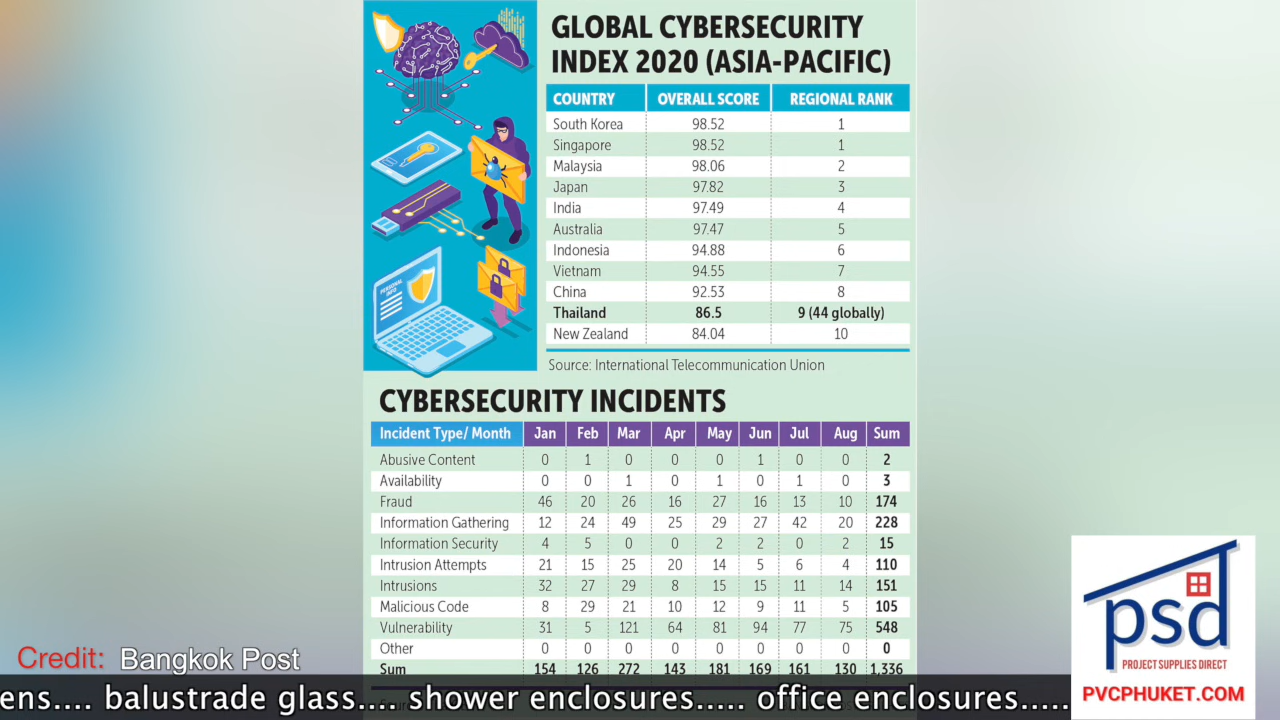 GLOBAL CYBERSECURITY
INDEX 2020 (ASIA-PACIFIC)
COUNTRY OVERALL SCORE REGIONAL RANK
South Korea 98.52 1
Singapore 98.52 1
Malaysia 98.06 2
Japan 97.82 3
India 97.49 4
Australia 97.47 5
Indonesia 94.88 6
Vietnam 94.55 7
China 92.53 8
Thailand 86.5 9 (44 globally)
New Zealand 84.04 10
Source: International Telecommunication Union
PERSONAL
INFO
CYBERSECURITY INCIDENTS
Incident Type/ Month Jan Feb Mar Apr May Jun Jul Aug Sum
Abusive Content 0 1 0 0 0 1 0 0 2
Availability 0 0 1 0 1 0 1 0 3
Fraud 46 20 26 16 27 16 13 10 174
Information Gathering 12 24 49 25 29 27 42 20 228
Information Security 4 5 0 0 2 2 0 2 15
Intrusion Attempts 21 15 25 20 14 5 6 4 110
Intrusions 32 27 29 8 15 15 11 14 151
Malicious Code 8 29 21 10 12 9 11 5 105
Vulnerability 31 5 121 64 81 94 77 75 548
Other 0 0 0 0 0 0 0 0 0
Sum 154 126 272 143 181 169 161 130 1,336
Credit: Bangkok Post
ens.... balustrade glass.... shower enclosures..... office enclosures.....
psd
PROJECT SUPPLIES DIRECT
PVCPHUKET.COM